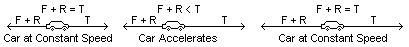 F + R = T
F + R T
Car at Constant Speed
F + R < T
F + R T
Car Accelerates
F + R = T
F + R T
Car at Constant Speed